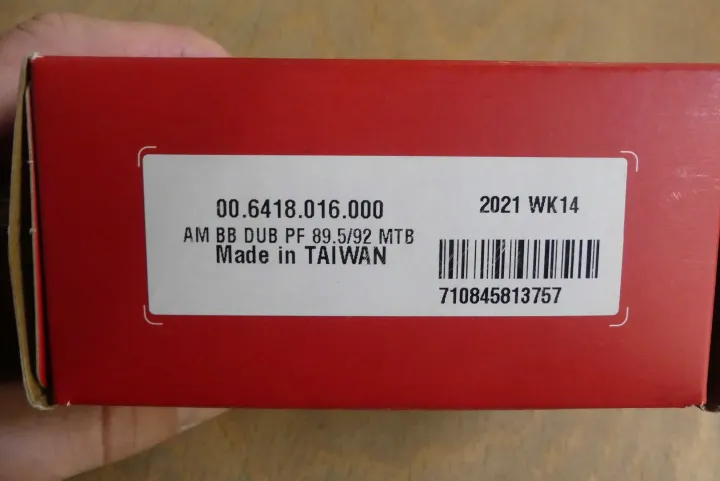 00.6418.016.000
2021 WK14
AM BB DUB PF 89.5/92 MTB
Made in TAIWAN
710845813757